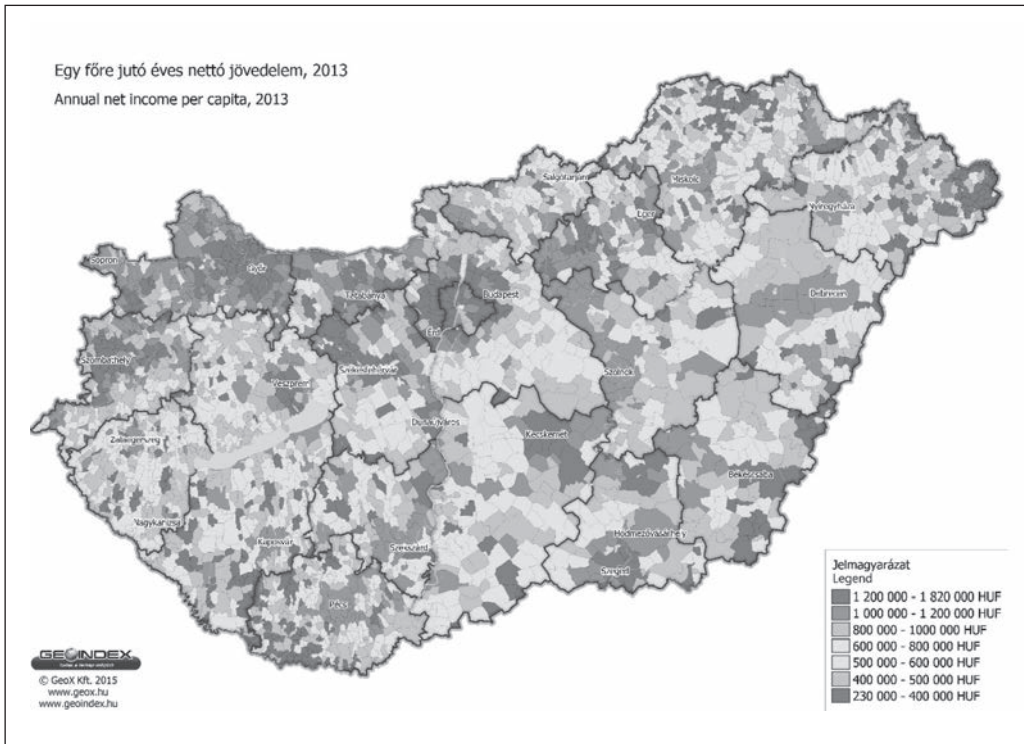 Egy főre jutó éves nettó jövedelem, 2013
Annual net income per capita, 2013
Salgótarján
Miskolc
Eger
Nyíregyháza
Sopron
Győr
Tatabánya
Budapest
Debrecen
Érd
Szombathely
Veszprém
Székesfehérvár
Szolnok
Dunaújváros
Zalaegerszeg
Kecskemét
Békéscsaba
Nagykanizsa
Kaposvár
Szekszárd
Hódmezővásárhely
Szeged
Pécs
Jelmagyarázat
Legend
1 200 000 - 1 820 000 HUF
1 000 000 - 1 200 000 HUF
800 000 - 1000 000 HUF
600 000 - 800 000 HUF
500 000 - 600 000 HUF
400 000 - 500 000 HUF
230 000 - 400 000 HUF
GEOINDEX
© GeoX Kft. 2015
www.geox.hu
www.geoindex.hu